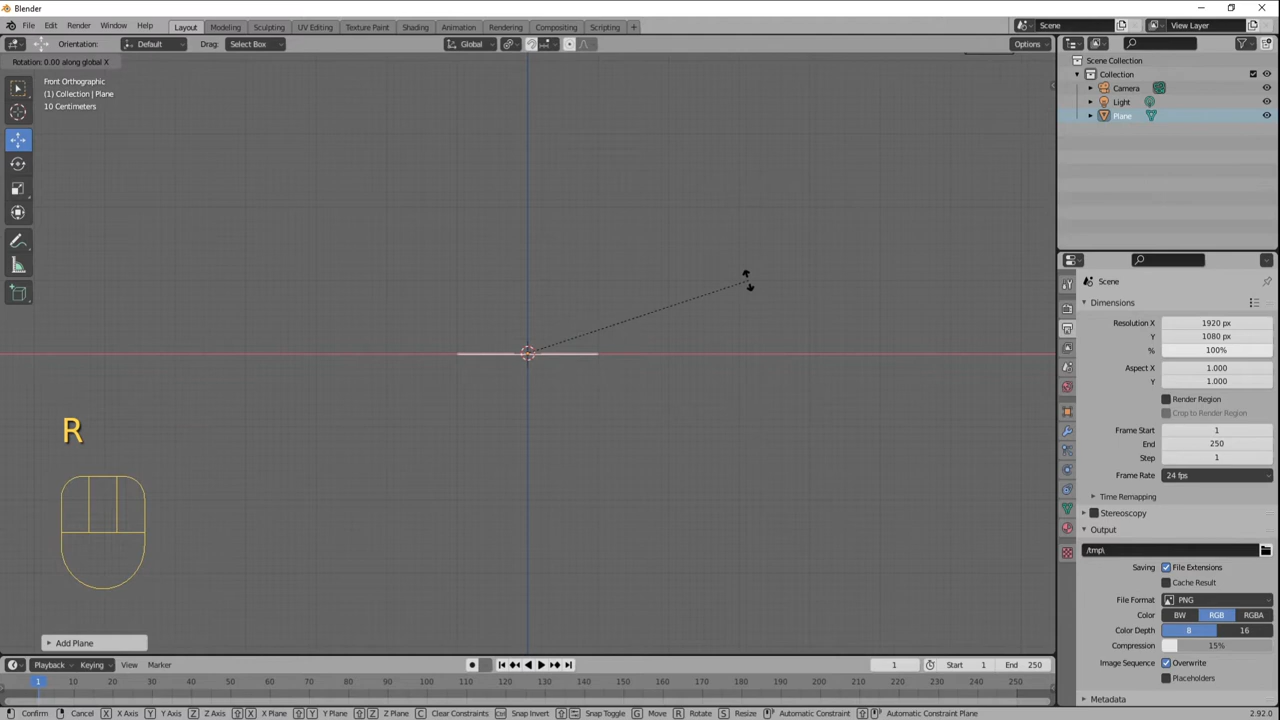 Blender
File Edit Render Window Help
Layout Modeling Sculpting UV Editing Texture Paint Shading Animation Rendering Compositing Scripting +
Scene
View Layer
Orientation: Default Drag: Select Box
Global
Options
Rotation: 0.00 along global X
Front Orthographic
(1) Collection | Plane
10 Centimeters
R
Add Plane
Scene Collection
Collection
Camera
Light
Plane
Scene
Dimensions
Resolution X 1920 px
Y 1080 px
% 100%
Aspect X 1.000
Y 1.000
Render Region
Crop to Render Region
Frame Start 1
End 250
Step 1
Frame Rate 24 fps
Time Remapping
Stereoscopy
Output
/tmp\
Saving File Extensions
Cache Result
File Format PNG
Color BW RGB RGBA
Color Depth 8 16
Compression 15%
Image Sequence Overwrite
Placeholders
Metadata
Playback Keying View Marker
1 Start 1 End 250
1 10 20 30 40 50 60 70 80 90 100 110 120 130 140 150 160 170 180 190 200 210 220 230 240 250
Confirm Cancel X X Axis Y Y Axis Z Z Axis X X Plane Y Y Plane Z Z Plane C Clear Constraints Snap Invert Snap Toggle G Move R Rotate S Resize Automatic Constraint Automatic Constraint Plane
2.92.0